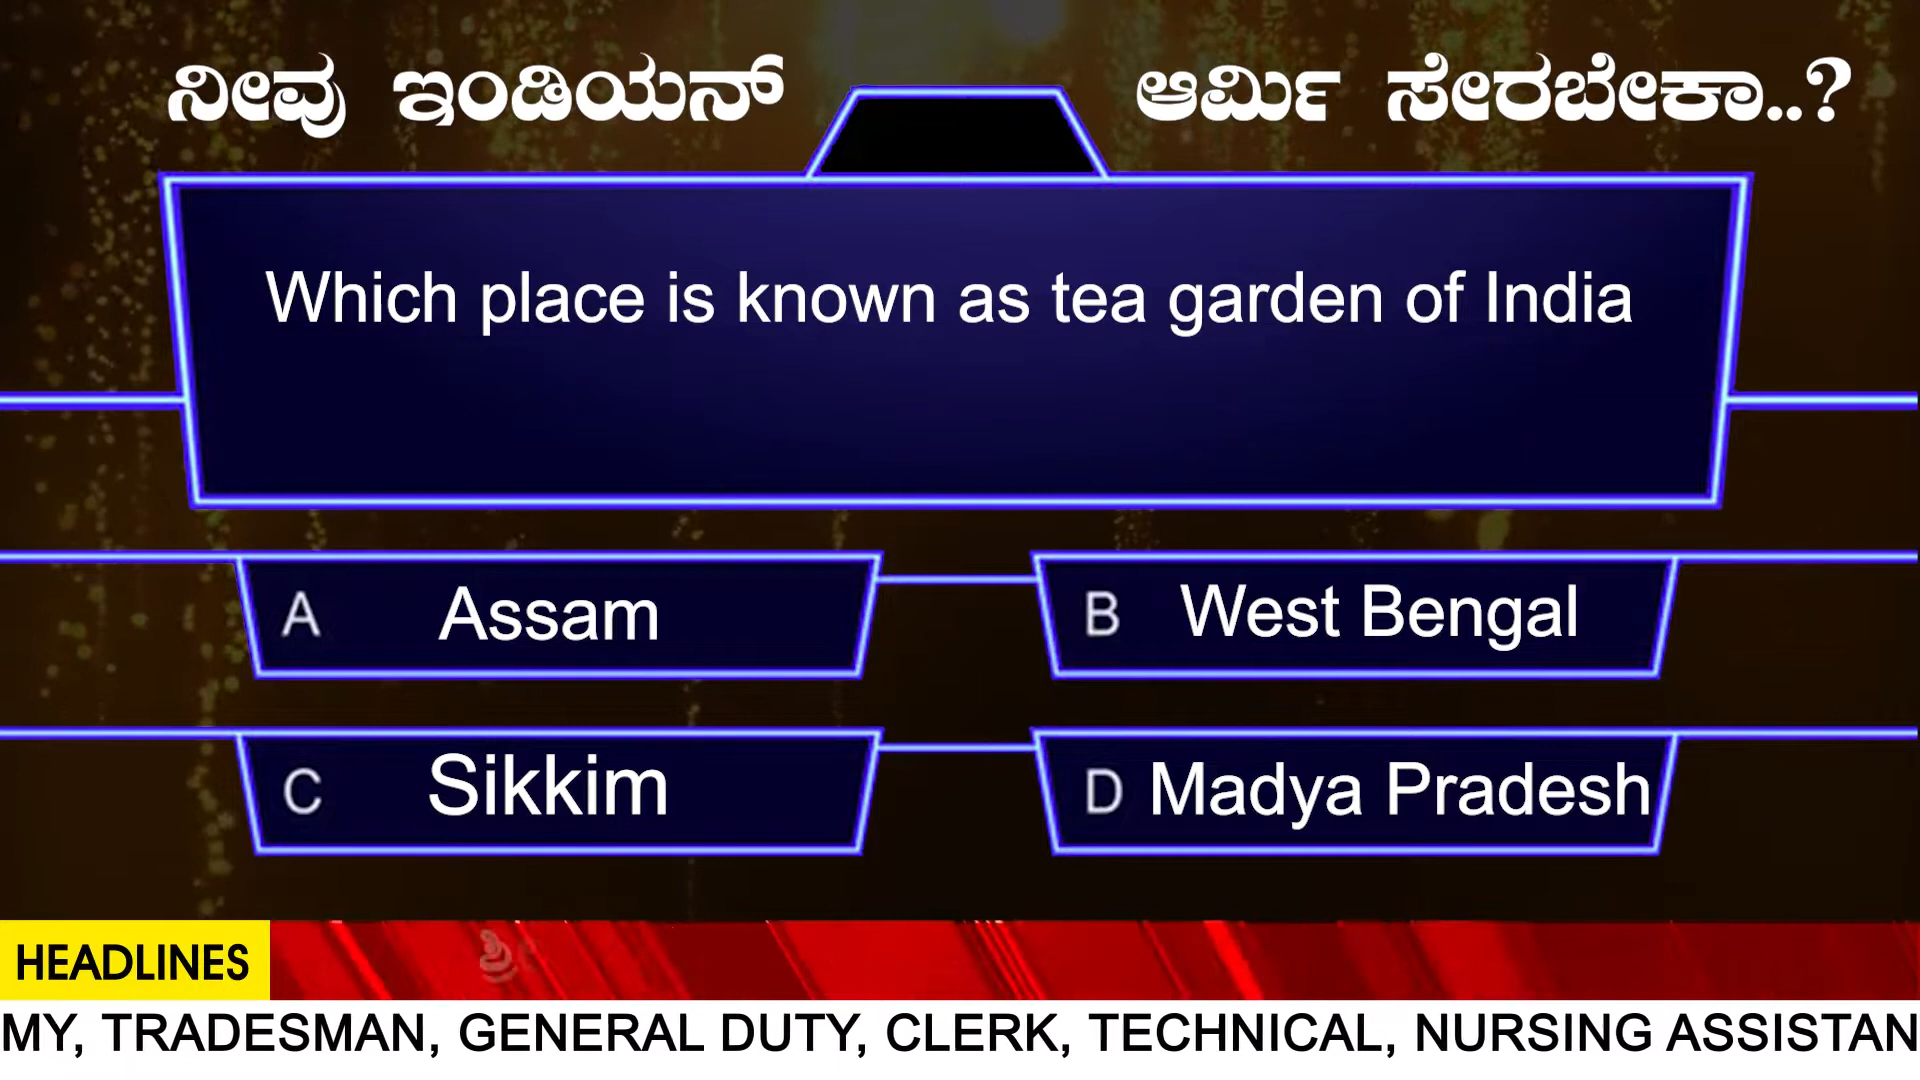 ನೀವು ಇಂಡಿಯನ್ ಆರ್ಮಿ ಸೇರಬೇಕಾ..?
Which place is known as tea garden of India
A Assam
B West Bengal
C Sikkim
D Madya Pradesh
HEADLINES
MY, TRADESMAN, GENERAL DUTY, CLERK, TECHNICAL, NURSING ASSISTAN